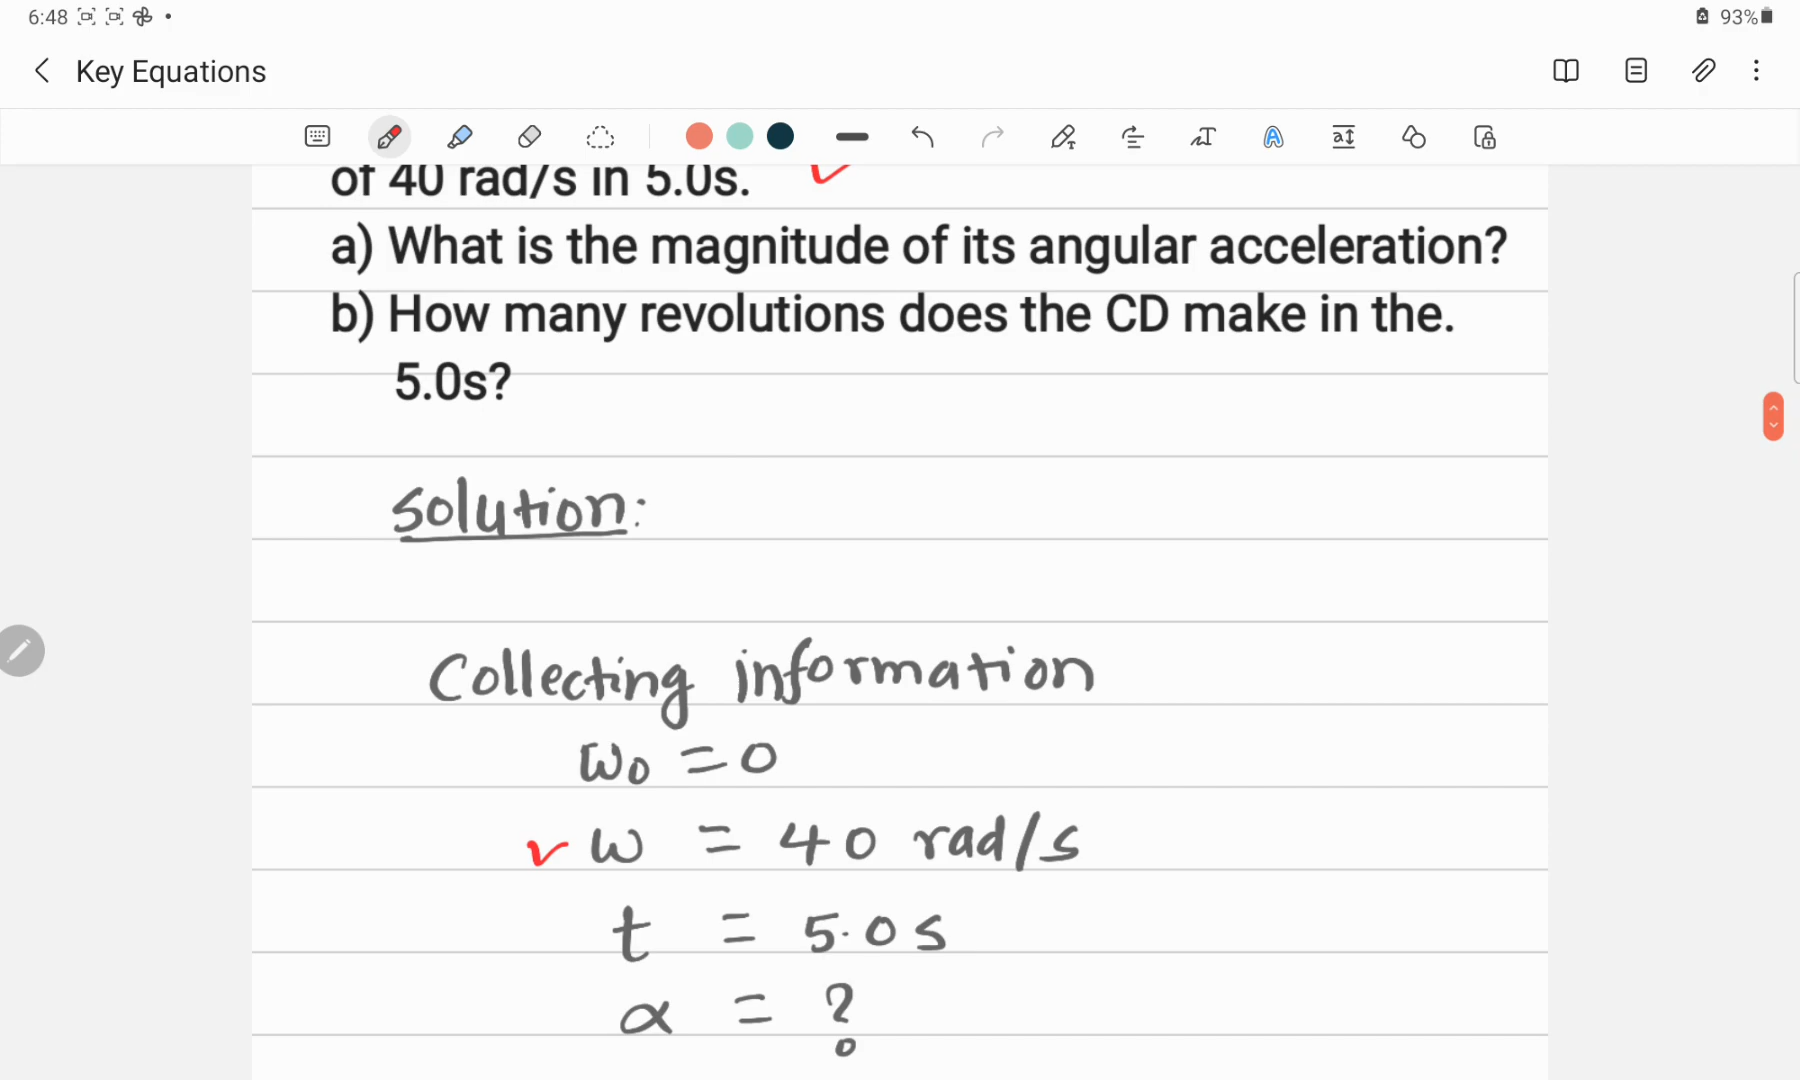 6:48
93%
Key Equations
of 40 rad/s in 5.0s.
a) What is the magnitude of its angular acceleration?
b) How many revolutions does the CD make in the.
5.0s?
Solution:
Collecting information
ω₀ = 0
ω = 40 rad/s
t = 5.0s
α = ?